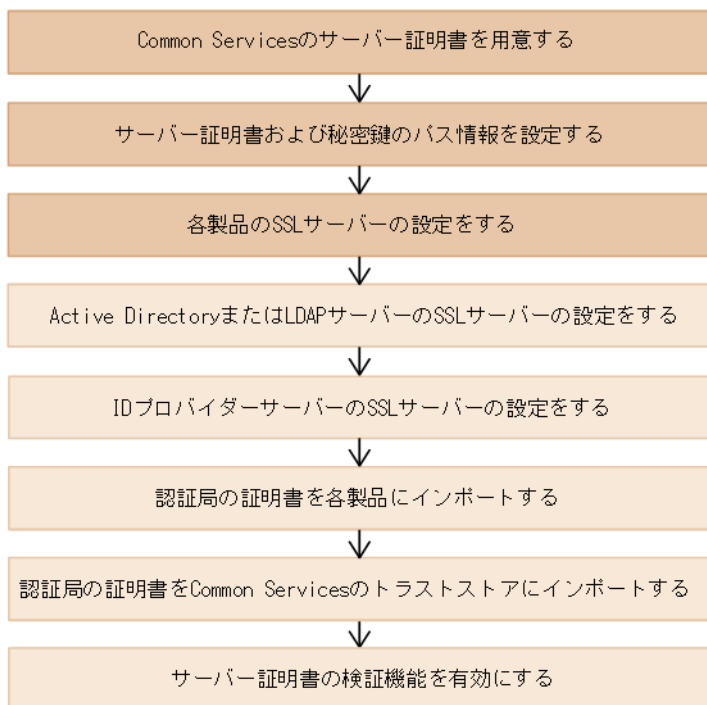 Common Servicesのサーバー証明書を用意する
サーバー証明書および秘密鍵のパス情報を設定する
各製品のSSLサーバーの設定をする
Active DirectoryまたはLDAPサーバーのSSLサーバーの設定をする
IDプロバイダーサーバーのSSLサーバーの設定をする
認証局の証明書を各製品にインポートする
認証局の証明書をCommon Servicesのトラストストアにインポートする
サーバー証明書の検証機能を有効にする